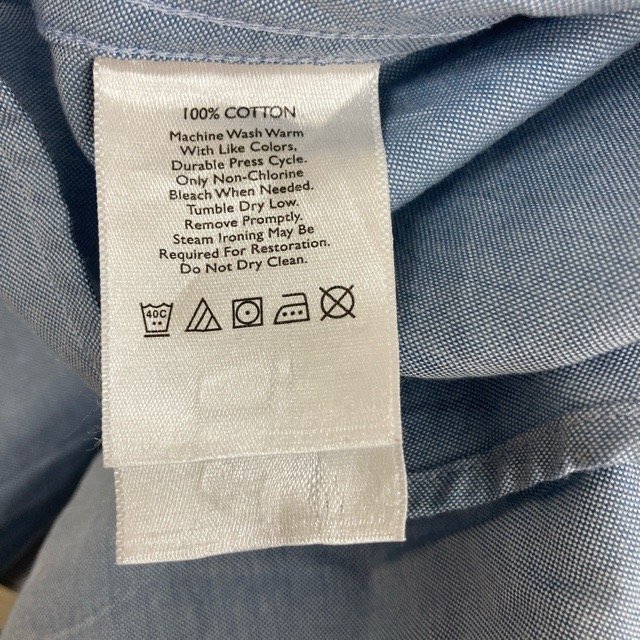 100% COTTON
Machine Wash Warm
With Like Colors,
Durable Press Cycle.
Only Non-Chlorine
Bleach When Needed.
Tumble Dry Low.
Remove Promptly.
Steam Ironing May Be
Required For Restoration.
Do Not Dry Clean.
40C